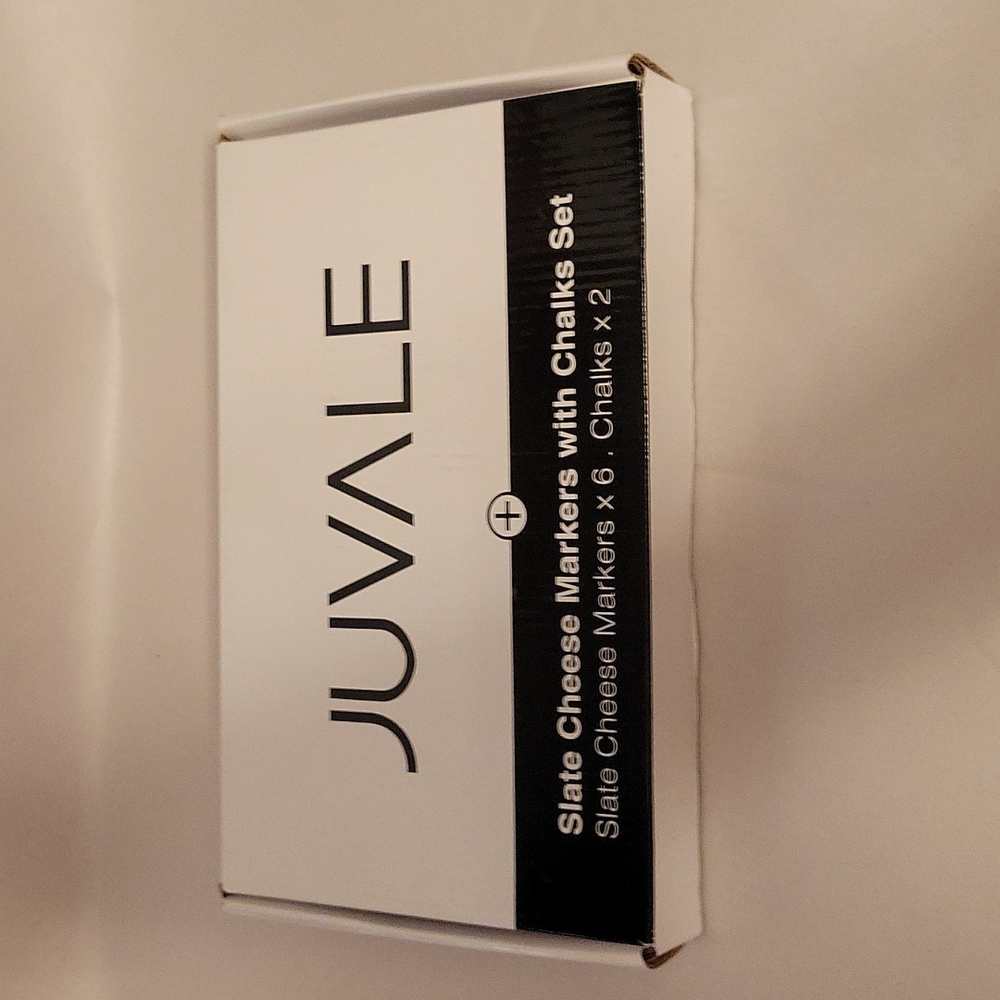 JUVALE
Slate Cheese Markers with Chalks Set
Slate Cheese Markers x 6 . Chalks x 2